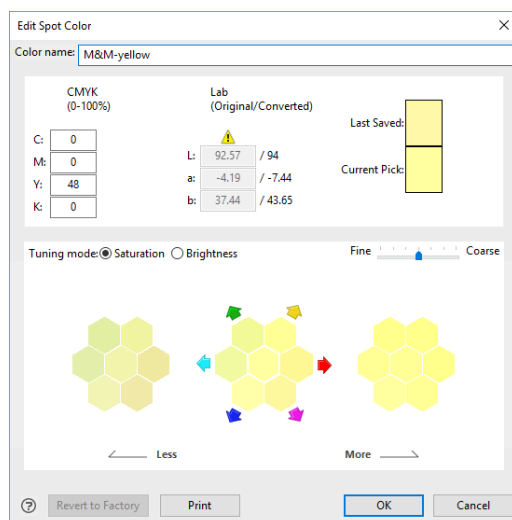 Edit Spot Color
Color name: M&M-yellow
CMYK
(0-100%)
Lab
(Original/Converted)
C: 0
M: 0
Y: 48
K: 0
L: 92.57 / 94
a: -4.19 / -7.44
b: 37.44 / 43.65
Last Saved:
Current Pick:
Tuning mode: Saturation Brightness
Fine Coarse
Less
More
? Revert to Factory Print OK Cancel